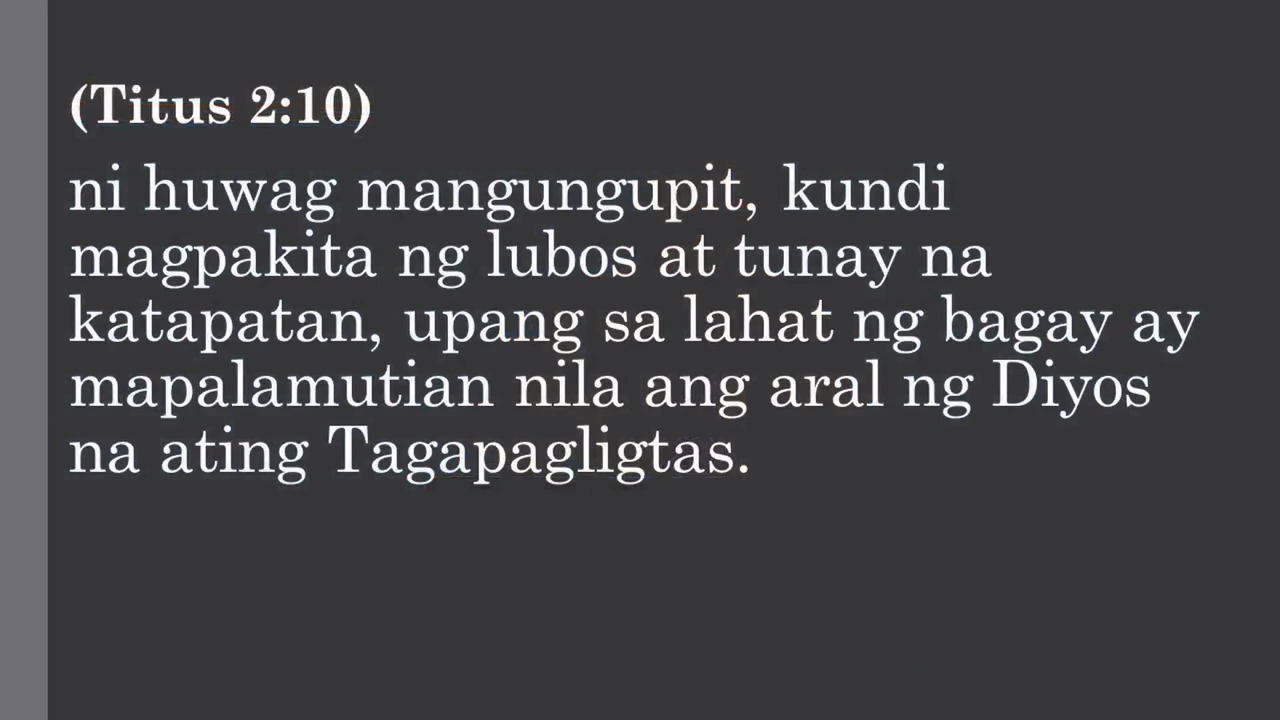 (Titus 2:10)
ni huwag mangungupit, kundi
magpakita ng lubos at tunay na
katapatan, upang sa lahat ng bagay ay
mapalamutian nila ang aral ng Diyos
na ating Tagapagligtas.